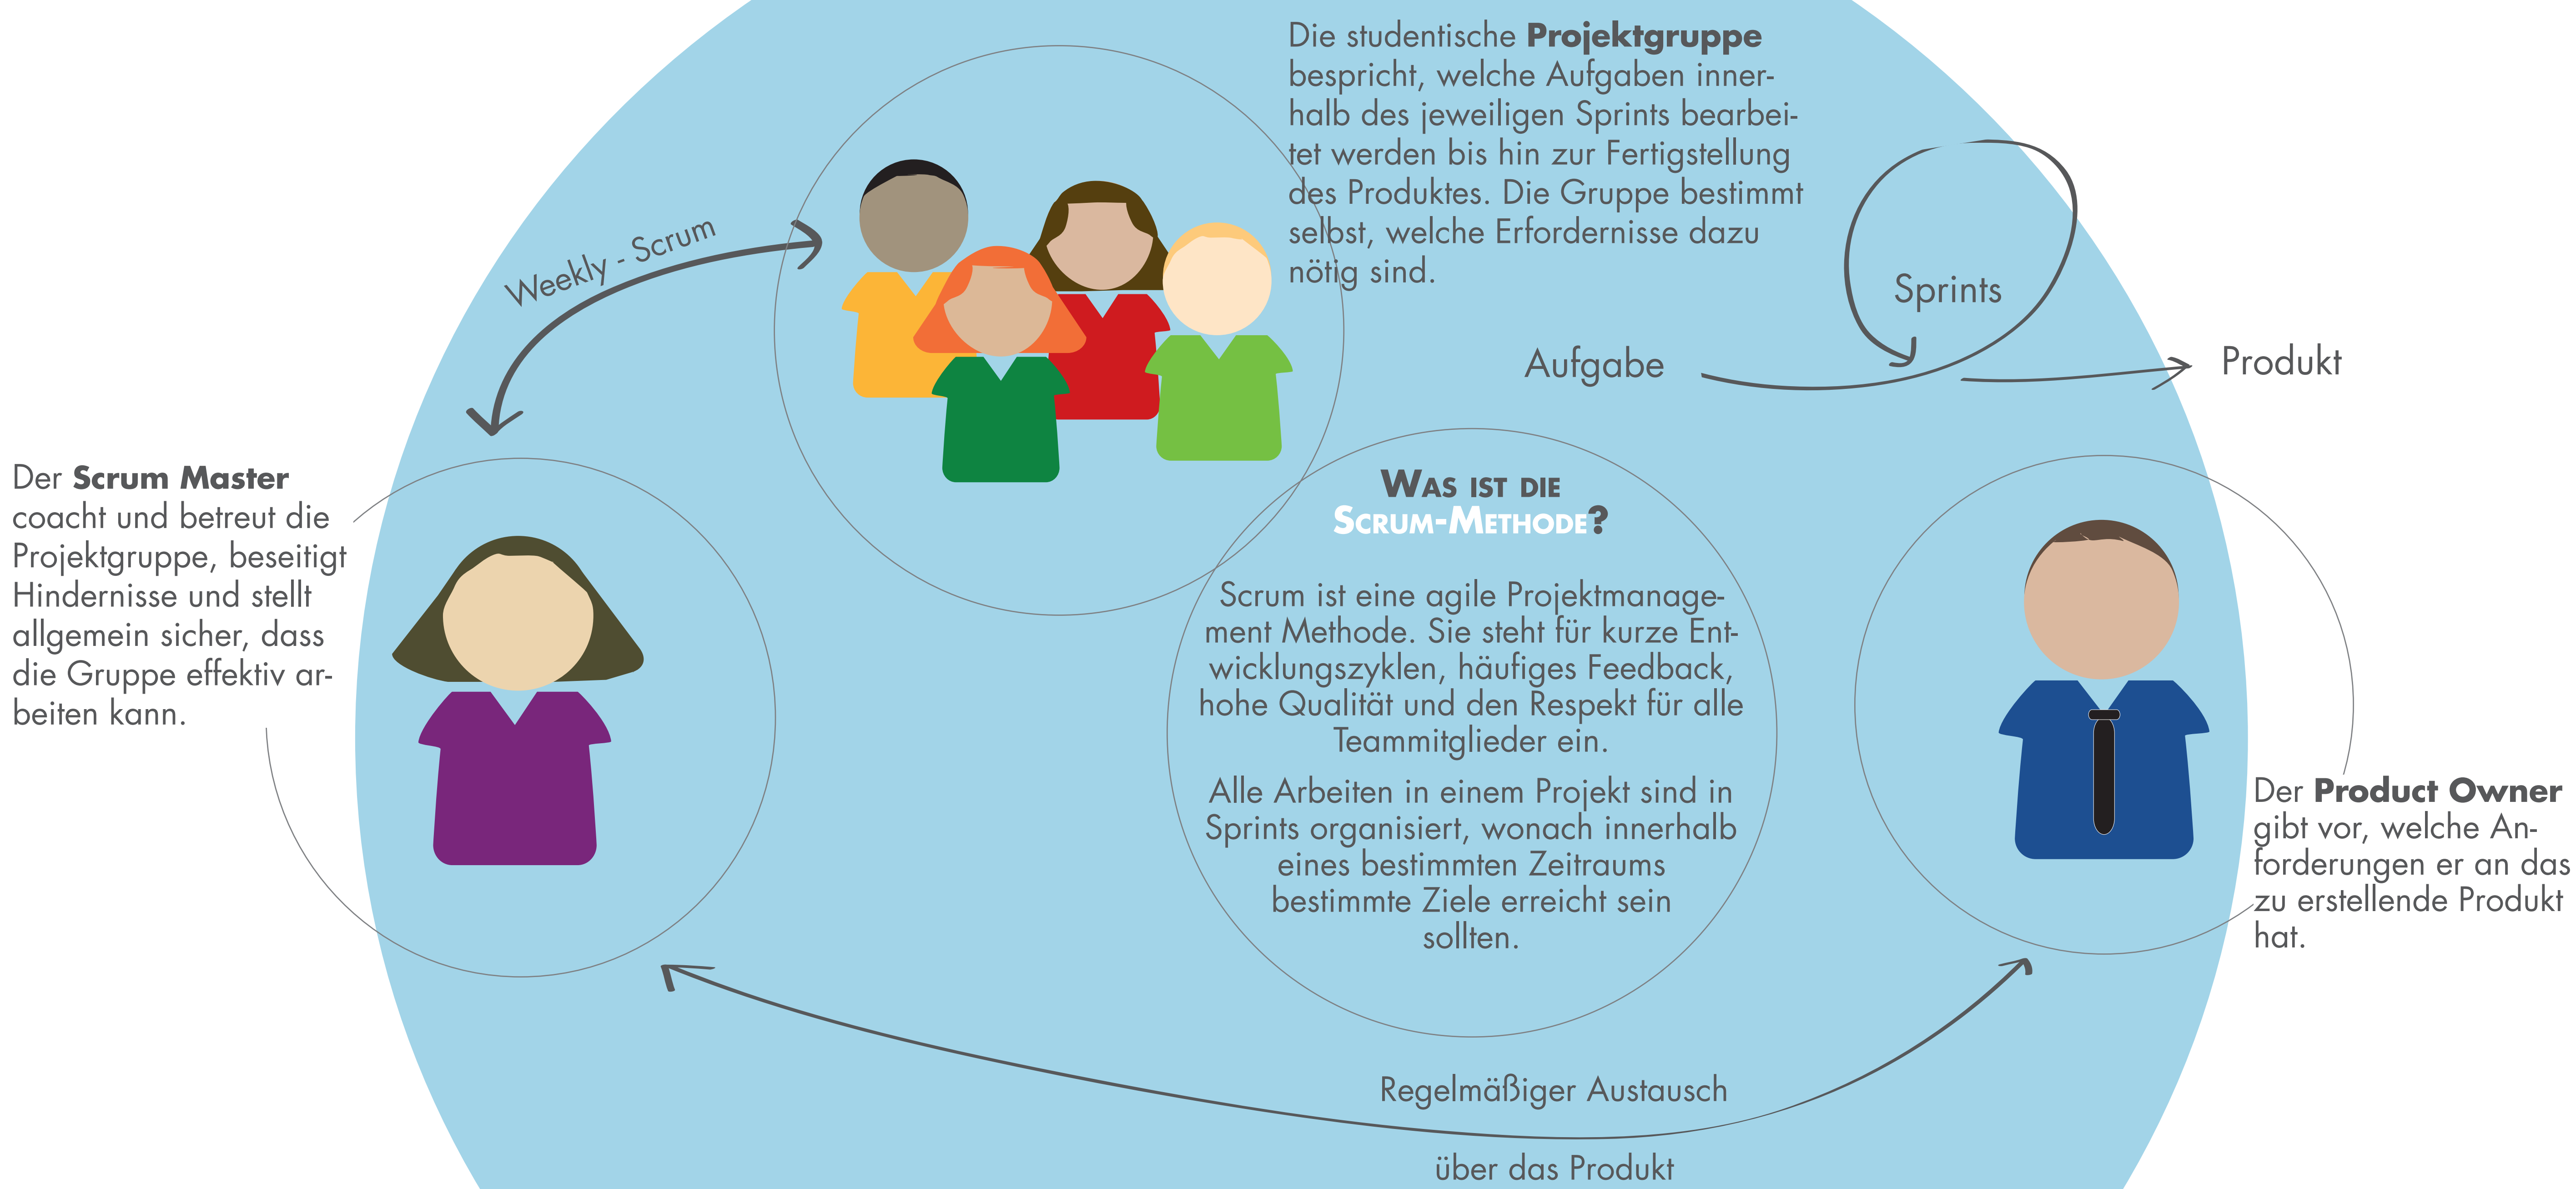 Die studentische Projektgruppe
bespricht, welche Aufgaben inner-
halb des jeweiligen Sprints bearbei-
tet werden bis hin zur Fertigstellung
des Produktes. Die Gruppe bestimmt
selbst, welche Erfordernisse dazu
nötig sind.
Weekly - Scrum
Sprints
Aufgabe
Produkt
Der Scrum Master
coacht und betreut die
Projektgruppe, beseitigt
Hindernisse und stellt
allgemein sicher, dass
die Gruppe effektiv ar-
beiten kann.
Was ist die
Scrum-Methode?
Scrum ist eine agile Projektmanage-
ment Methode. Sie steht für kurze Ent-
wicklungszyklen, häufiges Feedback,
hohe Qualität und den Respekt für alle
Teammitglieder ein.
Alle Arbeiten in einem Projekt sind in
Sprints organisiert, wonach innerhalb
eines bestimmten Zeitraums
bestimmte Ziele erreicht sein
sollten.
Der Product Owner
gibt vor, welche An-
forderungen er an das
zu erstellende Produkt
hat.
Regelmäßiger Austausch
über das Produkt